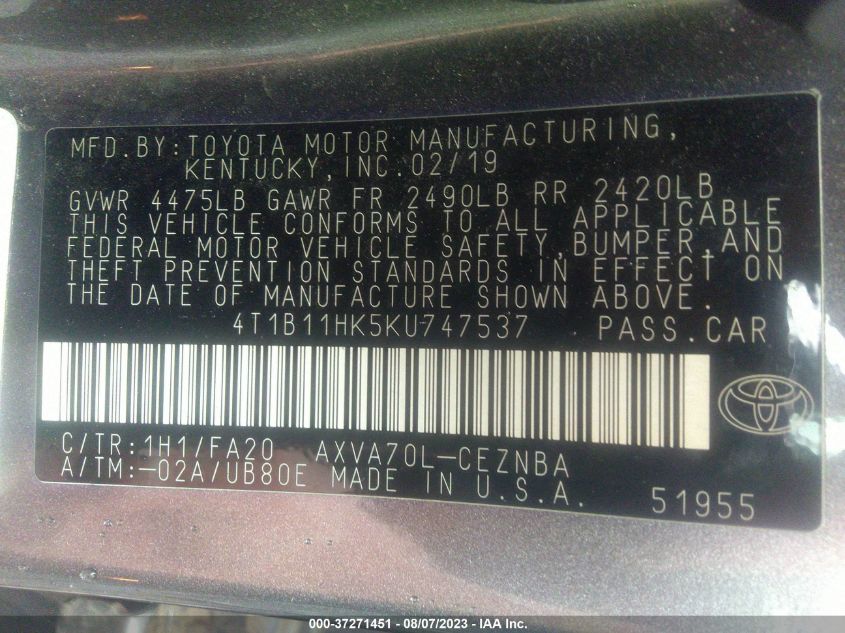 MFD.BY:TOYOTA MOTOR MANUFACTURING,
KENTUCKY,INC.02/19
GVWR 4475LB GAWR FR 2490LB RR 2420LB
THIS VEHICLE CONFORMS TO ALL APPLICABLE
FEDERAL MOTOR VEHICLE SAFETY,BUMPER,AND
THEFT PREVENTION STANDARDS IN EFFECT ON
THE DATE OF MANUFACTURE SHOWN ABOVE.
4T1B11HK5KU747537 PASS.CAR
C/TR:1H1/FA20 AXVA70L-CEZNBA
A/TM:-02A/UB80E MADE IN U.S.A. 51955
000-37271451 - 08/07/2023 - IAA Inc.